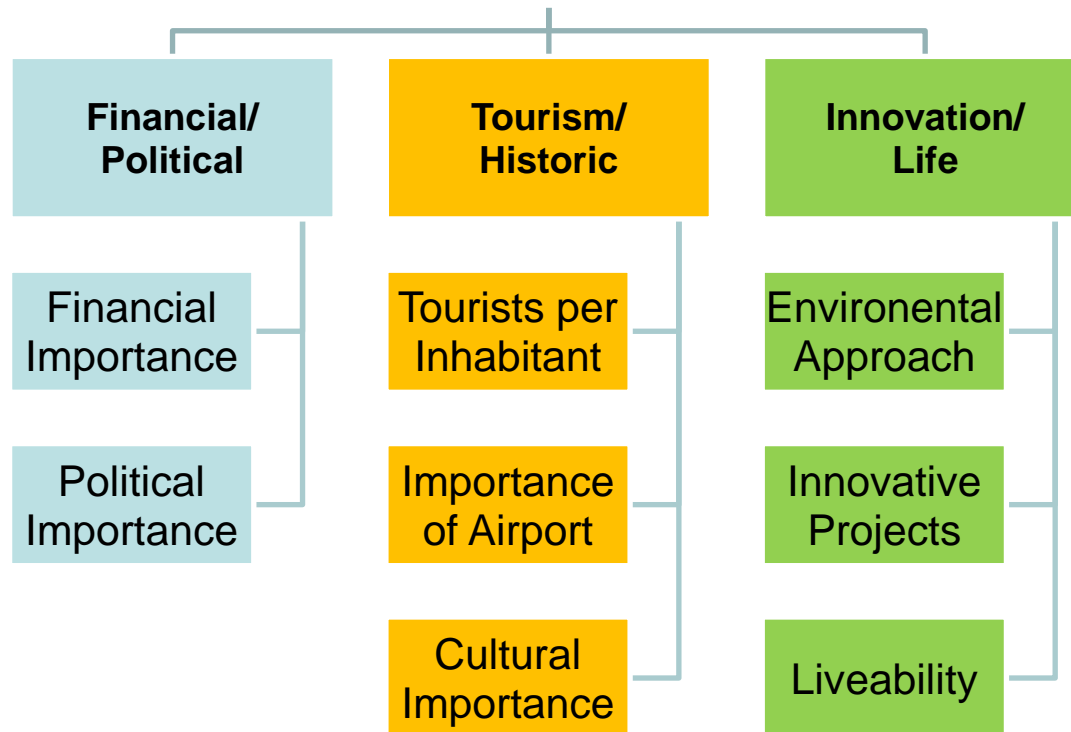 Financial/
Political
Financial
Importance
Political
Importance
Tourism/
Historic
Tourists per
Inhabitant
Importance
of Airport
Cultural
Importance
Innovation/
Life
Environental
Approach
Innovative
Projects
Liveability